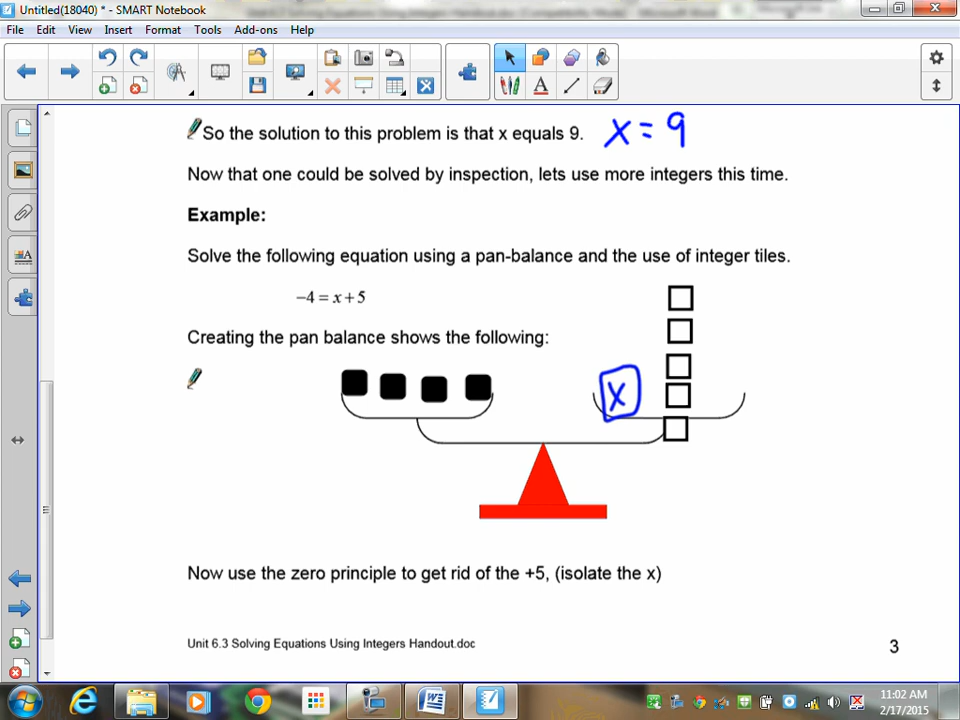 Untitled(18040) * - SMART Notebook
File Edit View Insert Format Tools Add-ons Help
So the solution to this problem is that x equals 9. x = 9
Now that one could be solved by inspection, lets use more integers this time.
Example:
Solve the following equation using a pan-balance and the use of integer tiles.
−4 = x + 5
Creating the pan balance shows the following:
x
Now use the zero principle to get rid of the +5, (isolate the x)
Unit 6.3 Solving Equations Using Integers Handout.doc
3
11:02 AM
2/17/2015